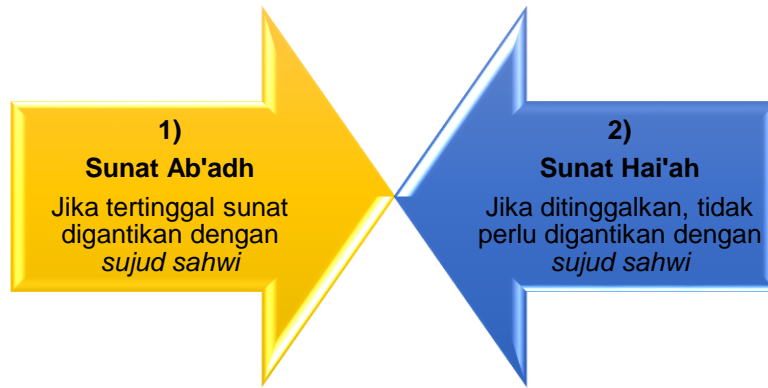 1)
Sunat Ab'adh
Jika tertinggal sunat
digantikan dengan
sujud sahwi
2)
Sunat Hai'ah
Jika ditinggalkan, tidak
perlu digantikan dengan
sujud sahwi